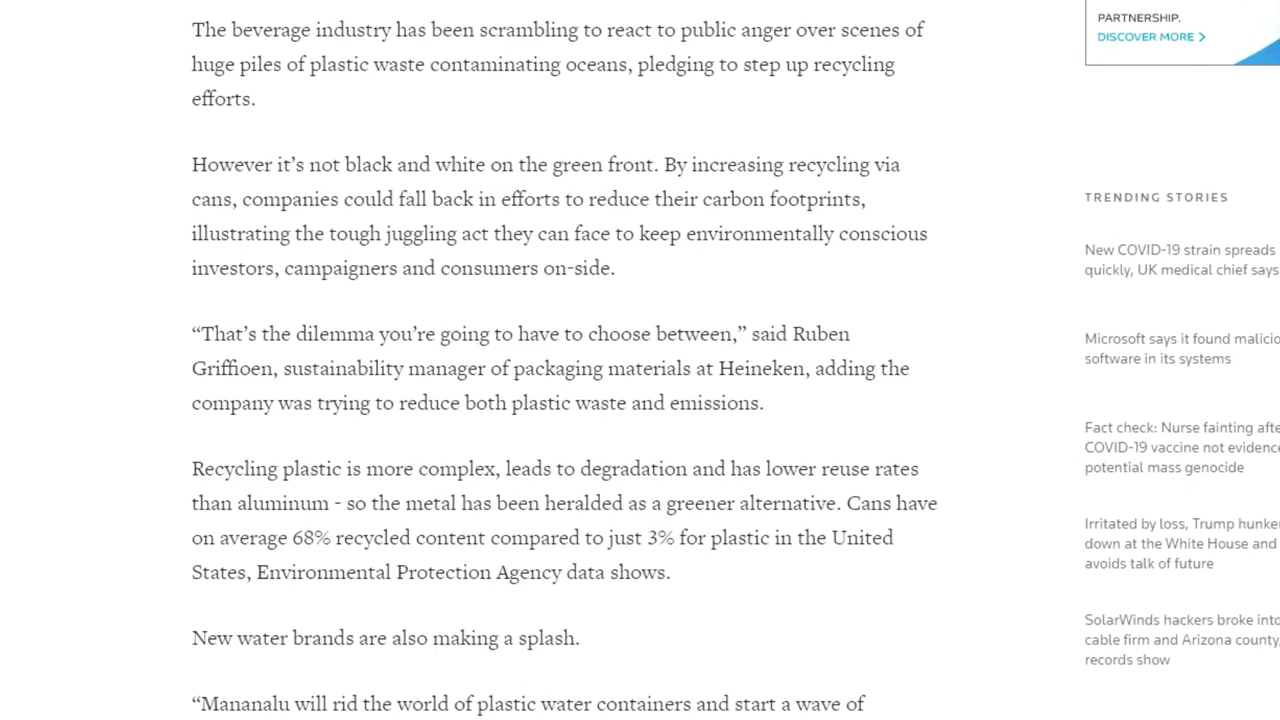 The beverage industry has been scrambling to react to public anger over scenes of
huge piles of plastic waste contaminating oceans, pledging to step up recycling
efforts.
However it’s not black and white on the green front. By increasing recycling via
cans, companies could fall back in efforts to reduce their carbon footprints,
illustrating the tough juggling act they can face to keep environmentally conscious
investors, campaigners and consumers on-side.
“That’s the dilemma you’re going to have to choose between,” said Ruben
Griffioen, sustainability manager of packaging materials at Heineken, adding the
company was trying to reduce both plastic waste and emissions.
Recycling plastic is more complex, leads to degradation and has lower reuse rates
than aluminum - so the metal has been heralded as a greener alternative. Cans have
on average 68% recycled content compared to just 3% for plastic in the United
States, Environmental Protection Agency data shows.
New water brands are also making a splash.
“Mananalu will rid the world of plastic water containers and start a wave of
PARTNERSHIP.
DISCOVER MORE >
TRENDING STORIES
New COVID-19 strain spreads
quickly, UK medical chief says
Microsoft says it found malicio
software in its systems
Fact check: Nurse fainting afte
COVID-19 vaccine not evidence
potential mass genocide
Irritated by loss, Trump hunker
down at the White House and
avoids talk of future
SolarWinds hackers broke into
cable firm and Arizona county,
records show